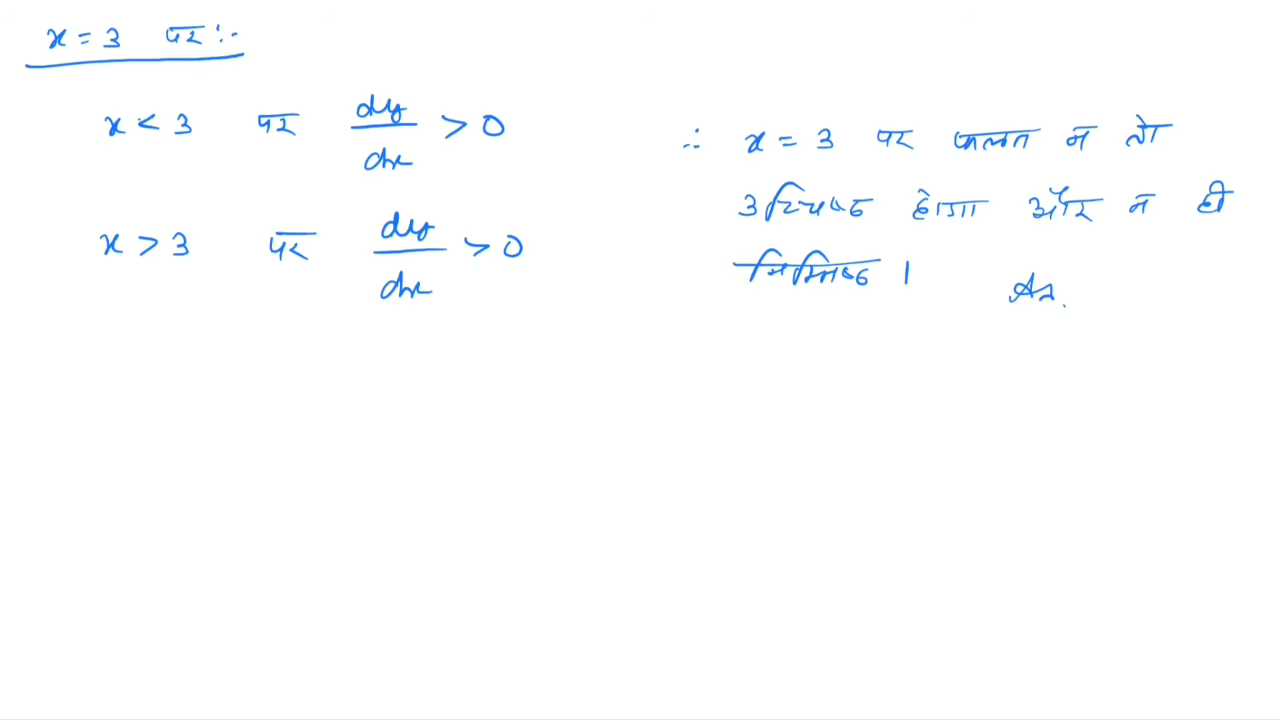 x = 3 पर :-
x < 3 पर dy/dx > 0
x > 3 पर dy/dx > 0
∴ x = 3 पर फलन न तो
उच्चिष्ठ होगा और न ही
निम्निष्ठ ।
Ans.